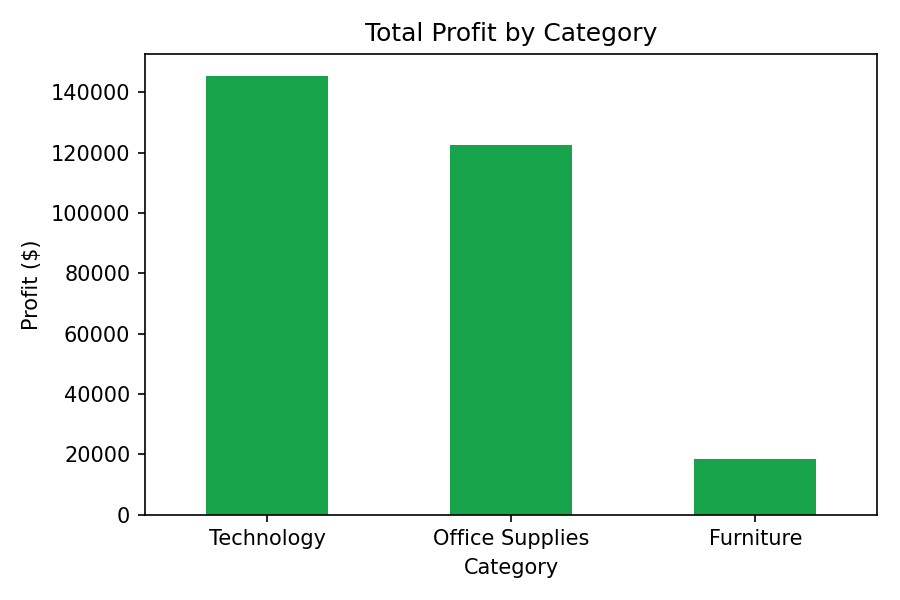 Total Profit by Category
Profit ($)
140000
120000
100000
80000
60000
40000
20000
0
Technology
Office Supplies
Furniture
Category